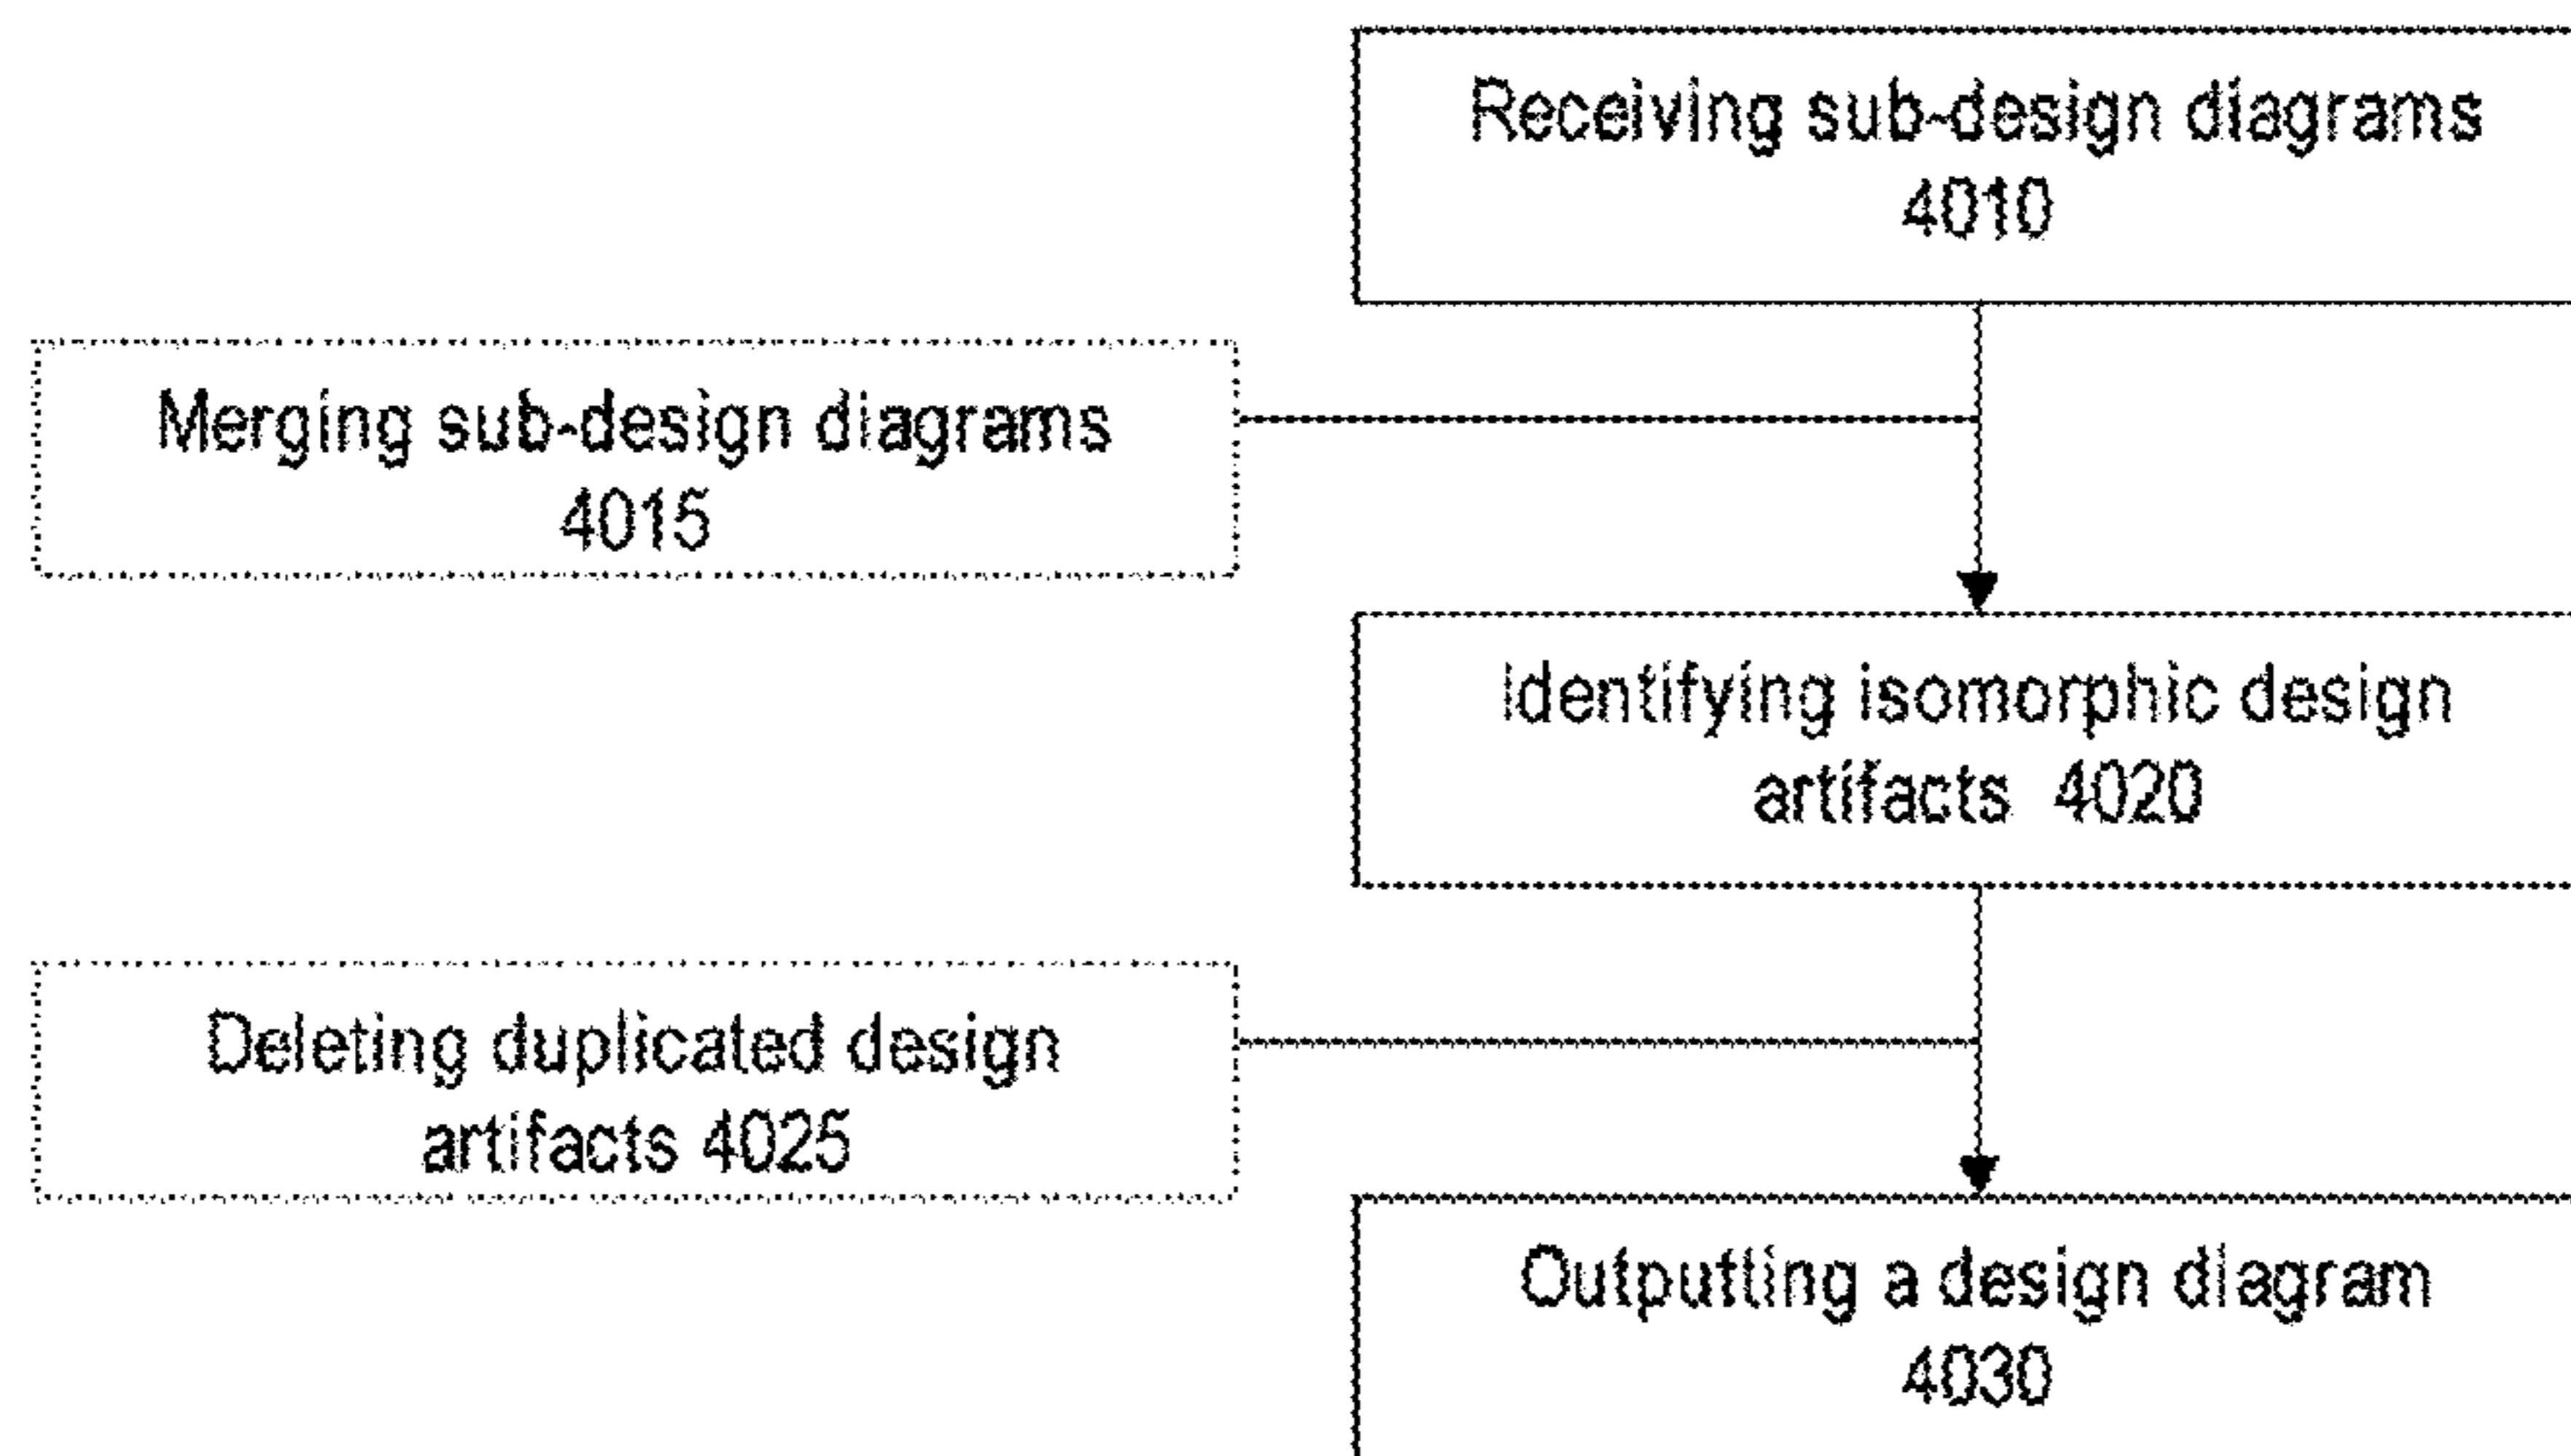 Receiving sub-design diagrams
4010
Merging sub-design diagrams
4015
Identifying isomorphic design
artifacts 4020
Deleting duplicated design
artifacts 4025
Outputting a design diagram
4030